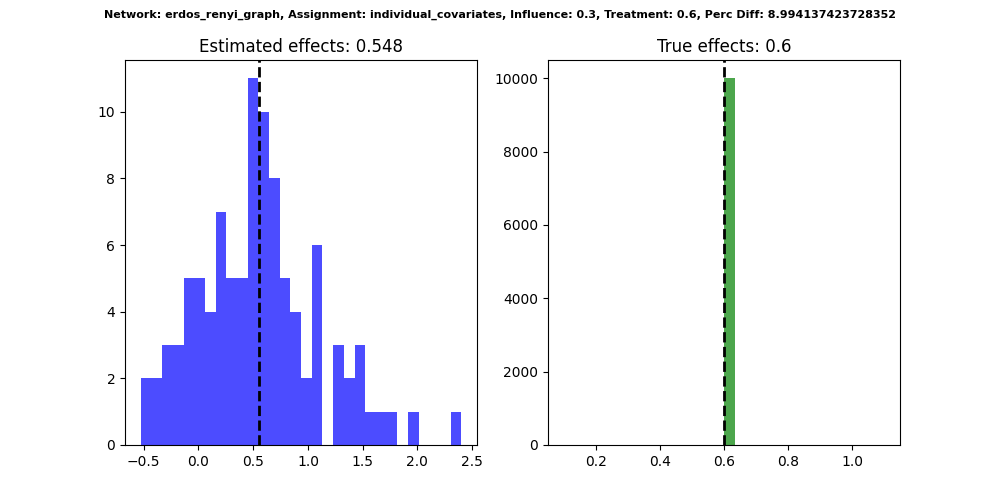 Network: erdos_renyi_graph, Assignment: individual_covariates, Influence: 0.3, Treatment: 0.6, Perc Diff: 8.994137423728352
Estimated effects: 0.548
True effects: 0.6
10
8
6
4
2
0
−0.5 0.0 0.5 1.0 1.5 2.0 2.5
10000
8000
6000
4000
2000
0
0.2 0.4 0.6 0.8 1.0